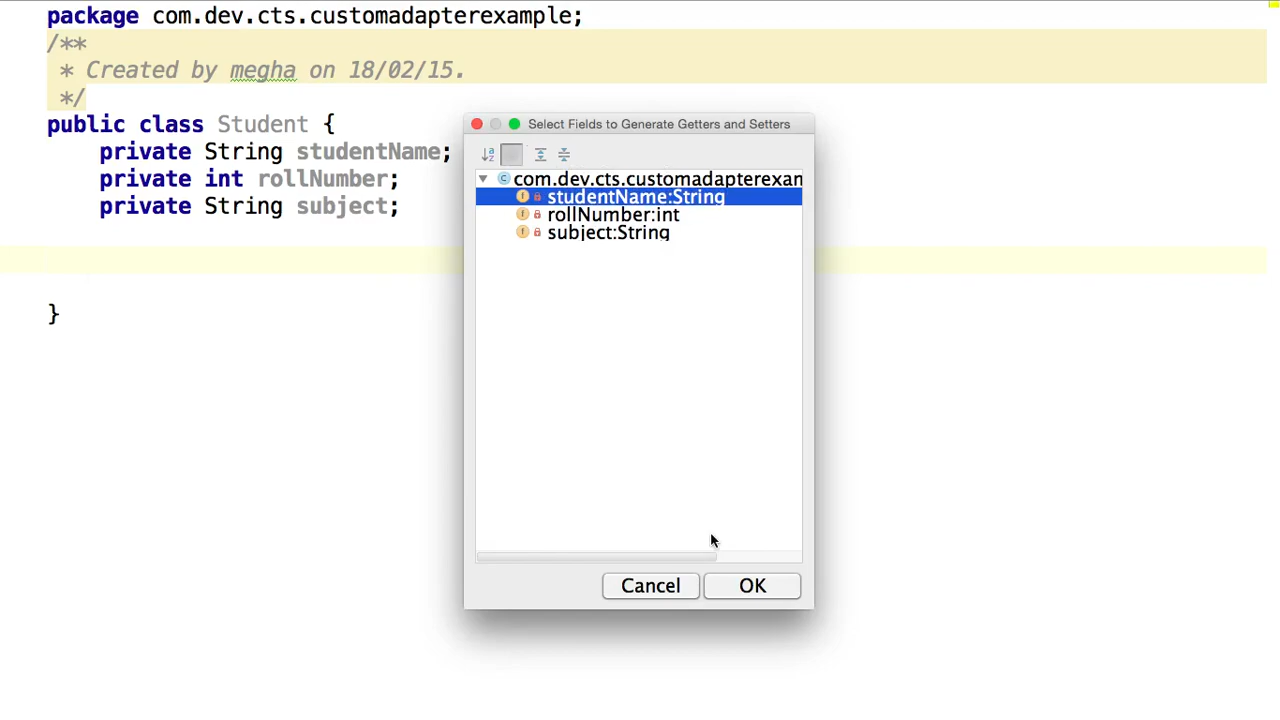 package com.dev.cts.customadapterexample;
/**
* Created by megha on 18/02/15.
*/
public class Student {
private String studentName;
private int rollNumber;
private String subject;
}
Select Fields to Generate Getters and Setters
com.dev.cts.customadapterexam
studentName:String
rollNumber:int
subject:String
Cancel OK